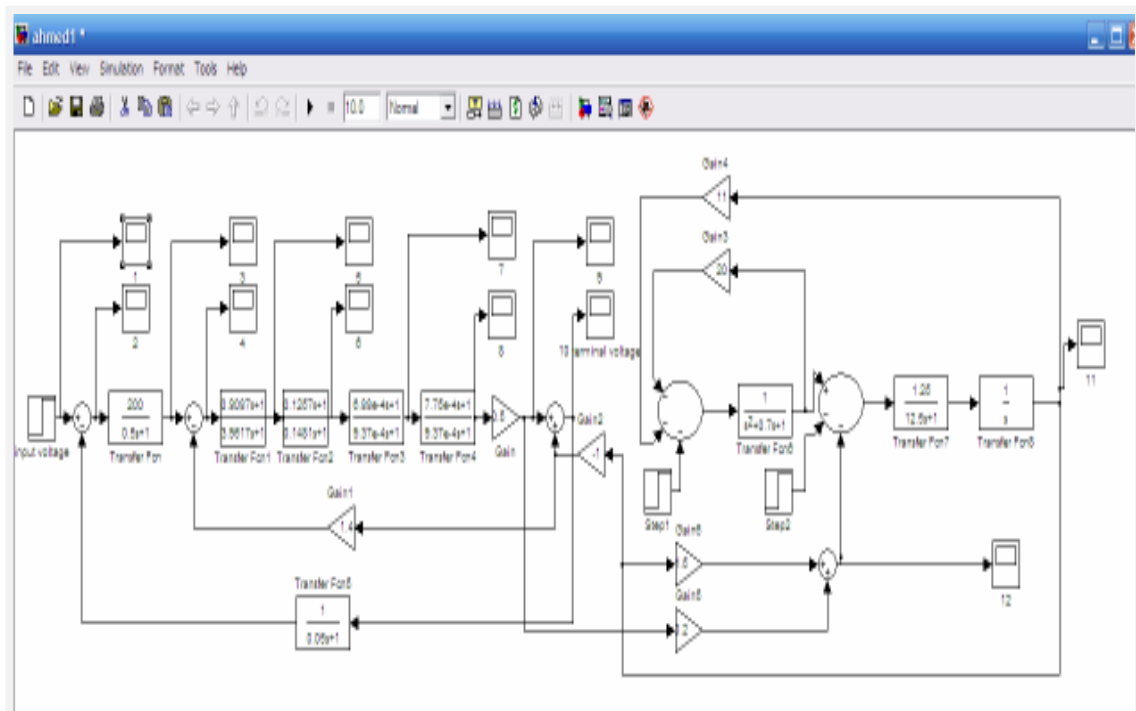 ahmed1 *
File Edit View Simulation Format Tools Help
10.0 Normal
Gain4
11
Gain3
20
1
3
5
7
9
2
4
6
8
10 terminal voltage
11
input voltage
200
0.5s+1
Transfer Fcn
Transfer Fcn1
Transfer Fcn2
Transfer Fcn3
Transfer Fcn4
Gain
Gain2
-1
1
Transfer Fcn6
1.25
12.5s+1
Transfer Fcn7
1
s
Transfer Fcn8
Step1
Step2
Gain1
1.4
Transfer Fcn5
1
0.05s+1
Gain6
Gain5
12